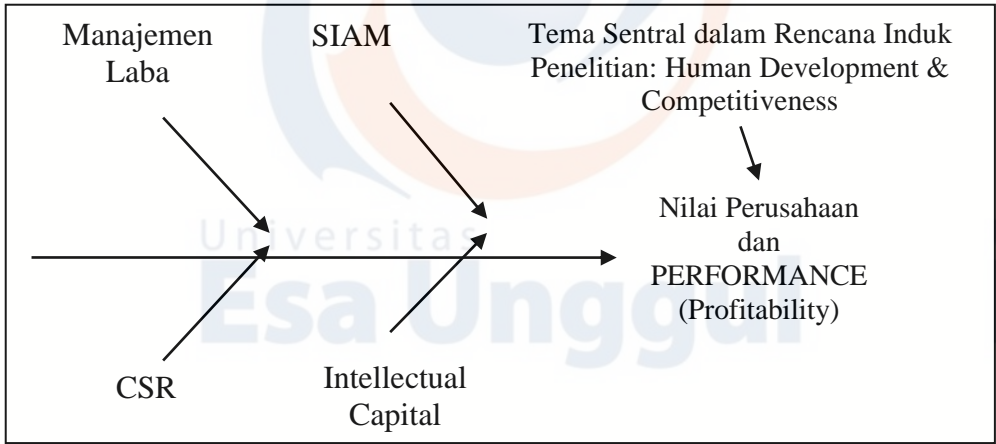 Manajemen
Laba
SIAM
Tema Sentral dalam Rencana Induk
Penelitian: Human Development &
Competitiveness
Nilai Perusahaan
dan
PERFORMANCE
(Profitability)
Universitas
Esa Unggul
CSR
Intellectual
Capital